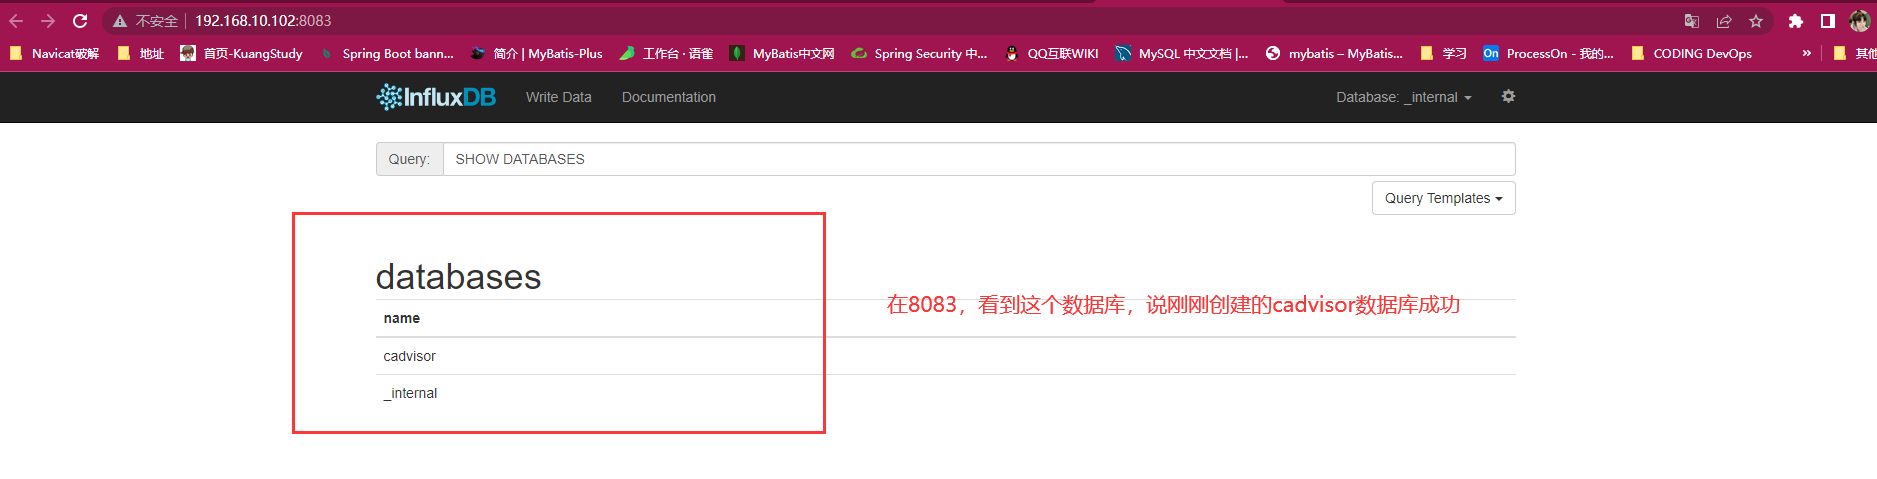 不安全 192.168.10.102:8083
Navicat破解 地址 首页-KuangStudy Spring Boot bann... 简介 | MyBatis-Plus 工作台 · 语雀 MyBatis中文网 Spring Security 中... QQ互联WIKI MySQL 中文文档 |... mybatis – MyBatis... 学习 On ProcessOn - 我的... CODING DevOps » 其他
InfluxDB Write Data Documentation Database: _internal
Query: SHOW DATABASES
Query Templates
databases
在8083，看到这个数据库，说刚刚创建的cadvisor数据库成功
name
cadvisor
_internal